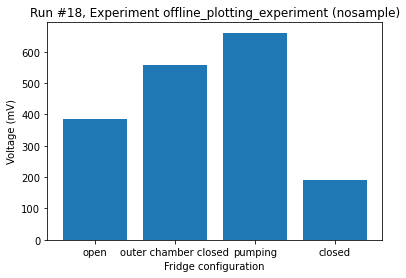 Run #18, Experiment offline_plotting_experiment (nosample)
600
500
400
300
200
100
0
Voltage (mV)
open outer chamber closed pumping closed
Fridge configuration